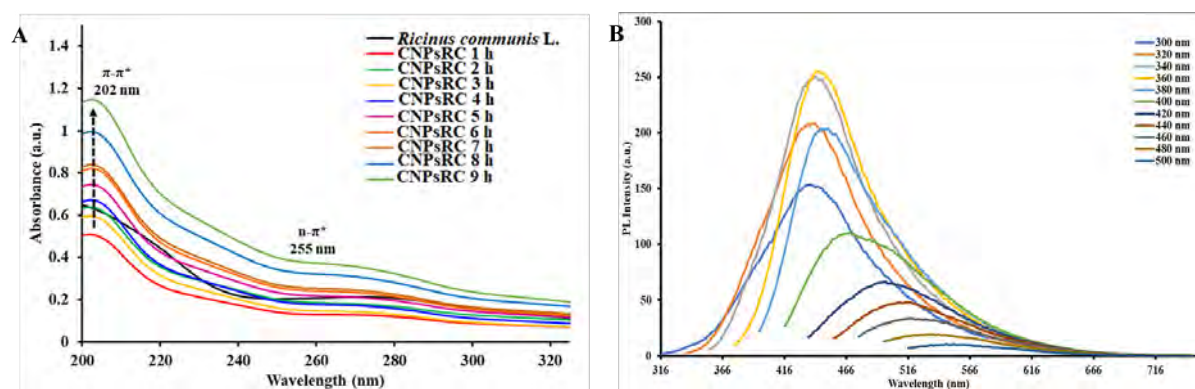 A
1.4
1.2
1
0.8
0.6
0.4
0.2
0
200
220
240
260
280
300
320
Absorbance (a.u.)
Wavelength (nm)
π-π*
202 nm
n-π*
255 nm
Ricinus communis L.
CNPsRC 1 h
CNPsRC 2 h
CNPsRC 3 h
CNPsRC 4 h
CNPsRC 5 h
CNPsRC 6 h
CNPsRC 7 h
CNPsRC 8 h
CNPsRC 9 h
B
300
250
200
150
100
50
0
316
366
416
466
516
566
616
666
716
PL Intensity (a.u.)
Wavelength (nm)
300 nm
320 nm
340 nm
360 nm
380 nm
400 nm
420 nm
440 nm
460 nm
480 nm
500 nm